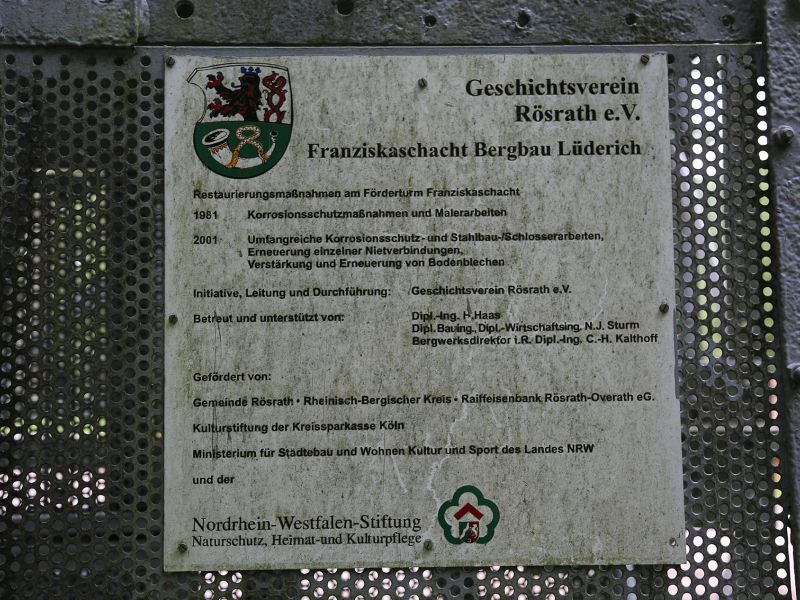 Geschichtsverein
Rösrath e.V.
Franziskaschacht Bergbau Lüderich
Restaurierungsmaßnahmen am Förderturm Franziskaschacht
1981 Korrosionsschutzmaßnahmen und Malerarbeiten
2001 Umfangreiche Korrosionsschutz- und Stahlbau-/Schlosserarbeiten,
Erneuerung einzelner Nietverbindungen,
Verstärkung und Erneuerung von Bodenblechen
Initiative, Leitung und Durchführung: Geschichtsverein Rösrath e.V.
Betreut und unterstützt von: Dipl.-Ing. H.Haas
Dipl. Bauing., Dipl.-Wirtschaftsing. N.J. Sturm
Bergwerksdirektor i.R. Dipl.-Ing. C.-H. Kalthoff
Gefördert von:
Gemeinde Rösrath • Rheinisch-Bergischer Kreis • Raiffeisenbank Rösrath-Overath eG.
Kulturstiftung der Kreissparkasse Köln
Ministerium für Städtebau und Wohnen Kultur und Sport des Landes NRW
und der
Nordrhein-Westfalen-Stiftung
Naturschutz, Heimat-und Kulturpflege